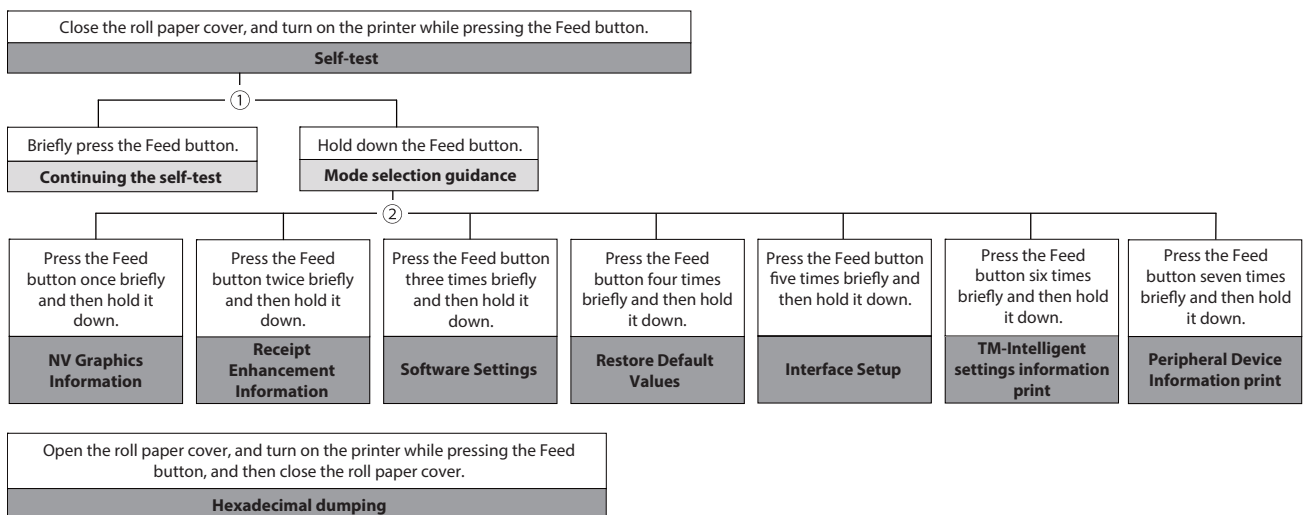 Close the roll paper cover, and turn on the printer while pressing the Feed button.
Self-test
①
Briefly press the Feed button.
Continuing the self-test
Hold down the Feed button.
Mode selection guidance
②
Press the Feed
button once briefly
and then hold it
down.
NV Graphics
Information
Press the Feed
button twice briefly
and then hold it
down.
Receipt
Enhancement
Information
Press the Feed button
three times briefly
and then hold it
down.
Software Settings
Press the Feed
button four times
briefly and then hold
it down.
Restore Default
Values
Press the Feed button
five times briefly and
then hold it down.
Interface Setup
Press the Feed
button six times
briefly and then hold
it down.
TM-Intelligent
settings information
print
Press the Feed
button seven times
briefly and then hold
it down.
Peripheral Device
Information print
Open the roll paper cover, and turn on the printer while pressing the Feed
button, and then close the roll paper cover.
Hexadecimal dumping